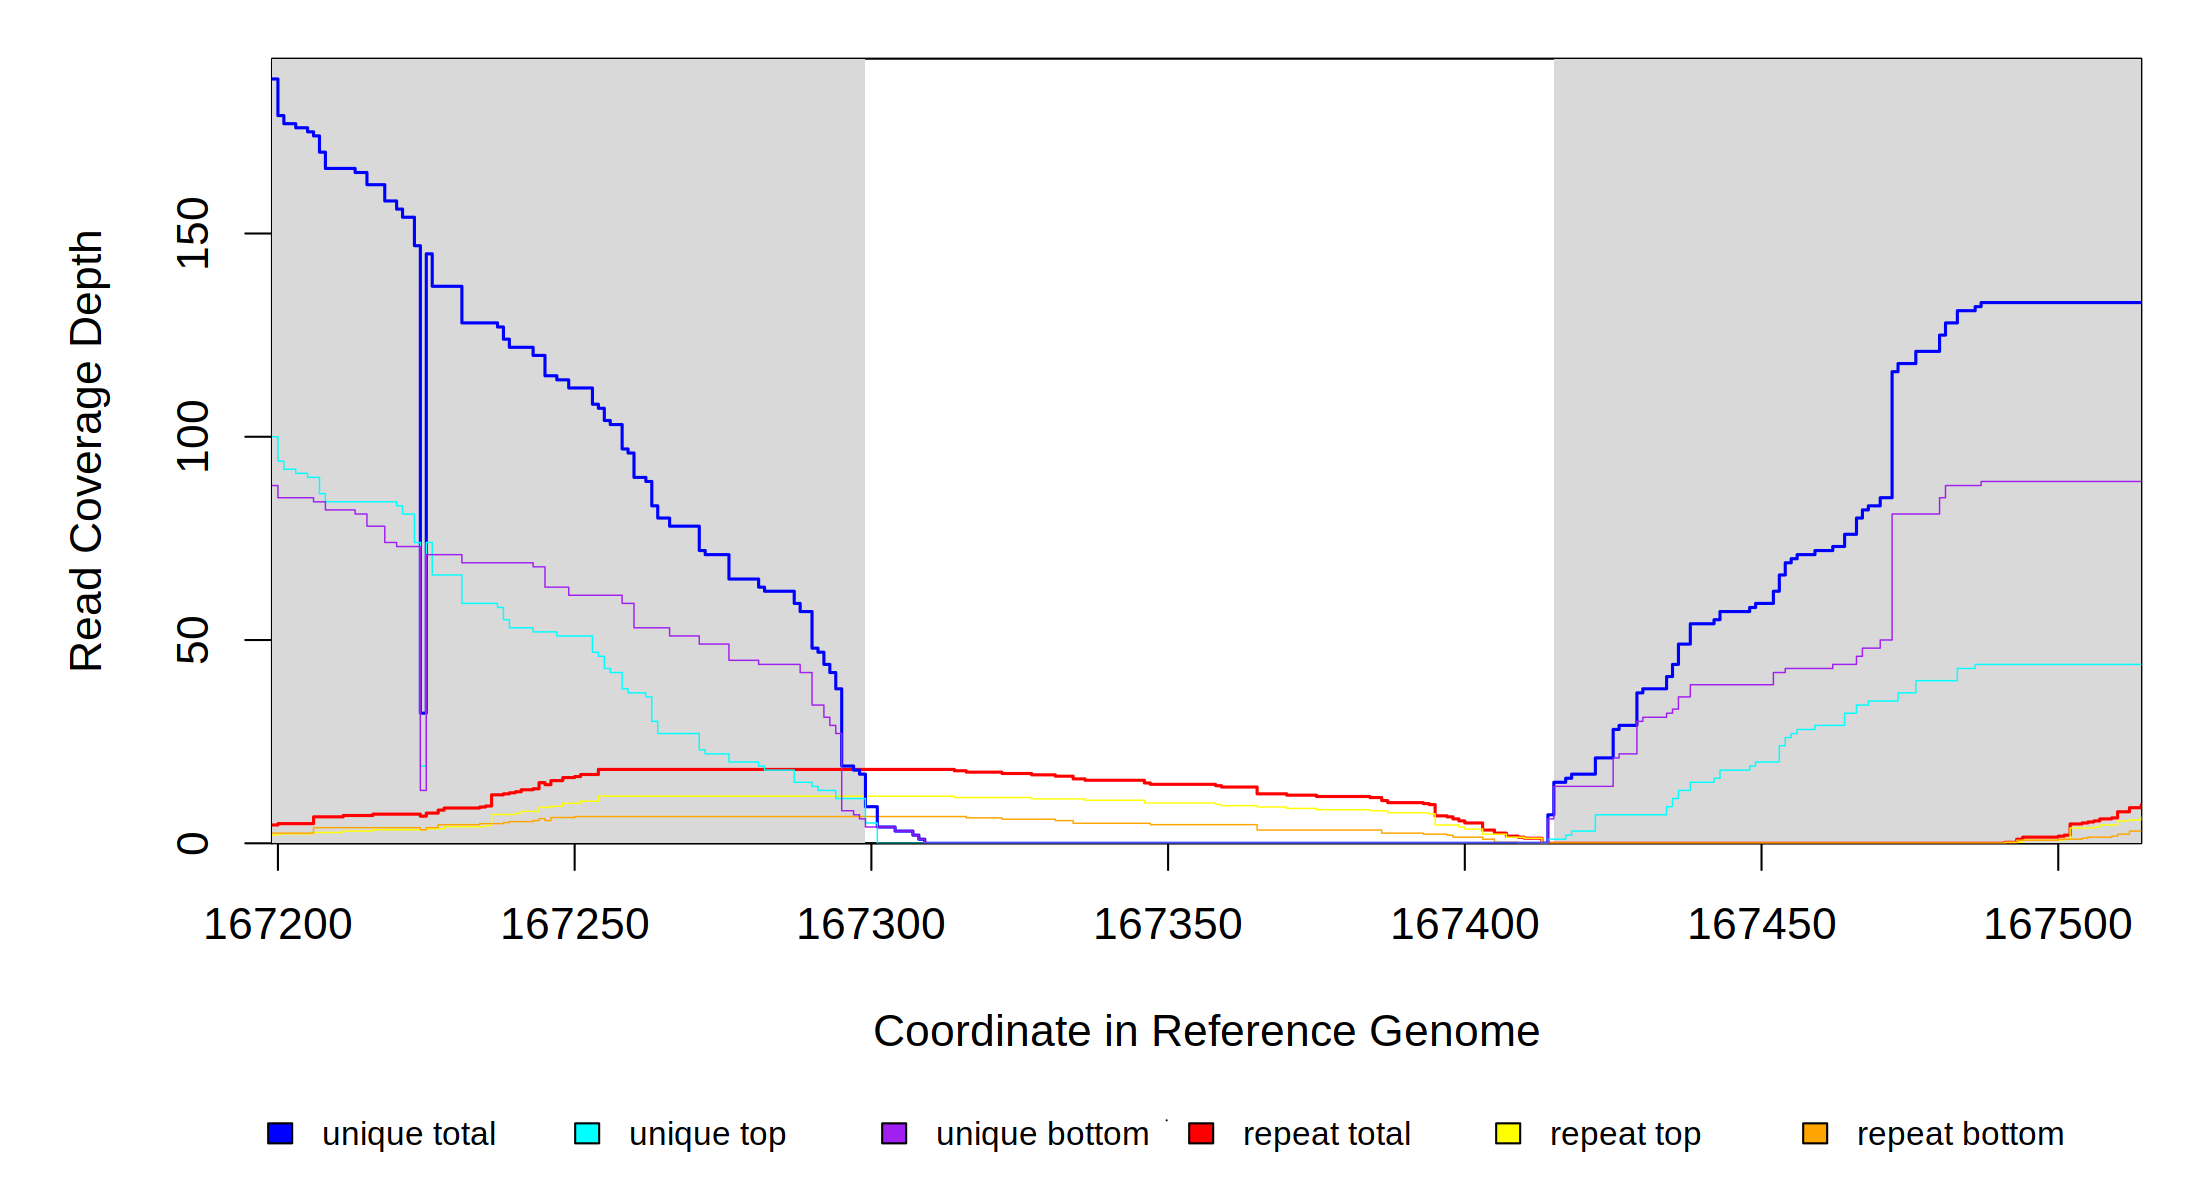 Read Coverage Depth
150
100
50
0
167200 167250 167300 167350 167400 167450 167500
Coordinate in Reference Genome
unique total unique top unique bottom repeat total repeat top repeat bottom